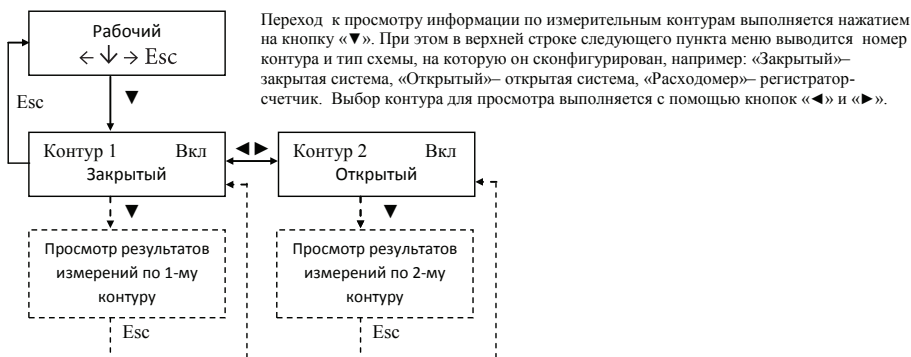 Переход к просмотру информации по измерительным контурам выполняется нажатием
на кнопку «▼». При этом в верхней строке следующего пункта меню выводится номер
контура и тип схемы, на которую он сконфигурирован, например: «Закрытый»–
закрытая система, «Открытый»– открытая система, «Расходомер»– регистратор-
счетчик. Выбор контура для просмотра выполняется с помощью кнопок «◄» и «►».
Рабочий
← ↓ → Esc
Esc
▼
Контур 1 Вкл
Закрытый
◄►
Контур 2 Вкл
Открытый
▼
▼
Просмотр результатов
измерений по 1-му
контуру
Просмотр результатов
измерений по 2-му
контуру
Esc
Esc